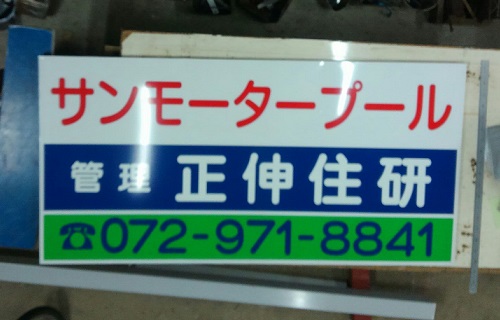 サンモータープール
管理 正伸住研
☎072-971-8841